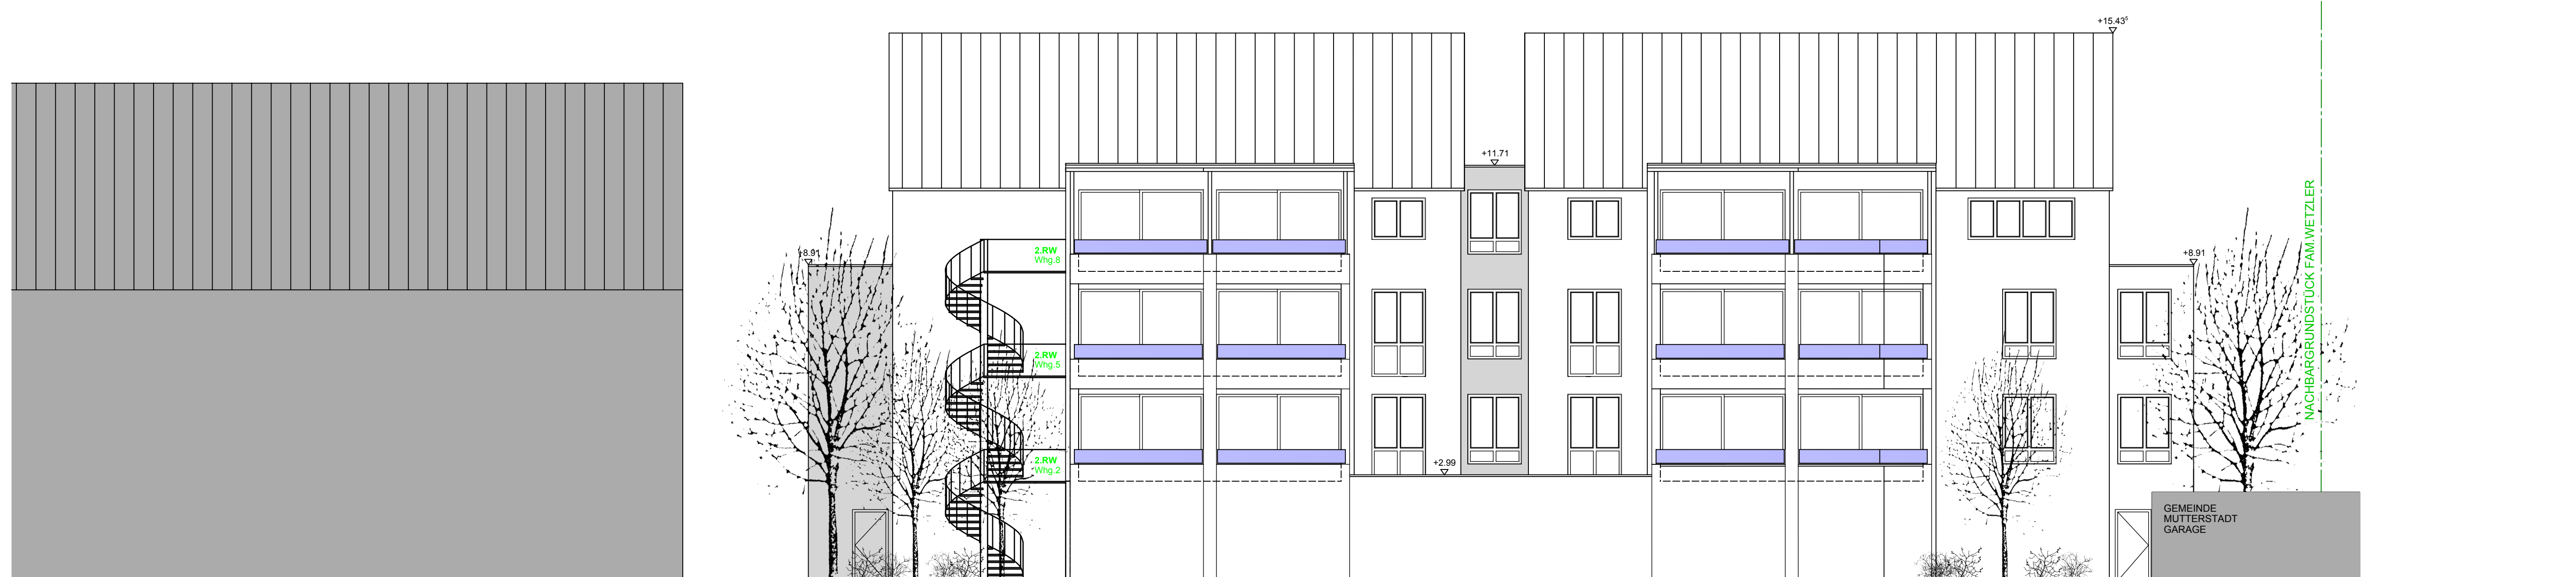 +15.43⁵
+11.71
+8.91
+8.91
2.RW
Whg.8
2.RW
Whg.5
2.RW
Whg.2
+2.99
NACHBARGRUNDSTÜCK FAM.WETZLER
GEMEINDE
MUTTERSTADT
GARAGE